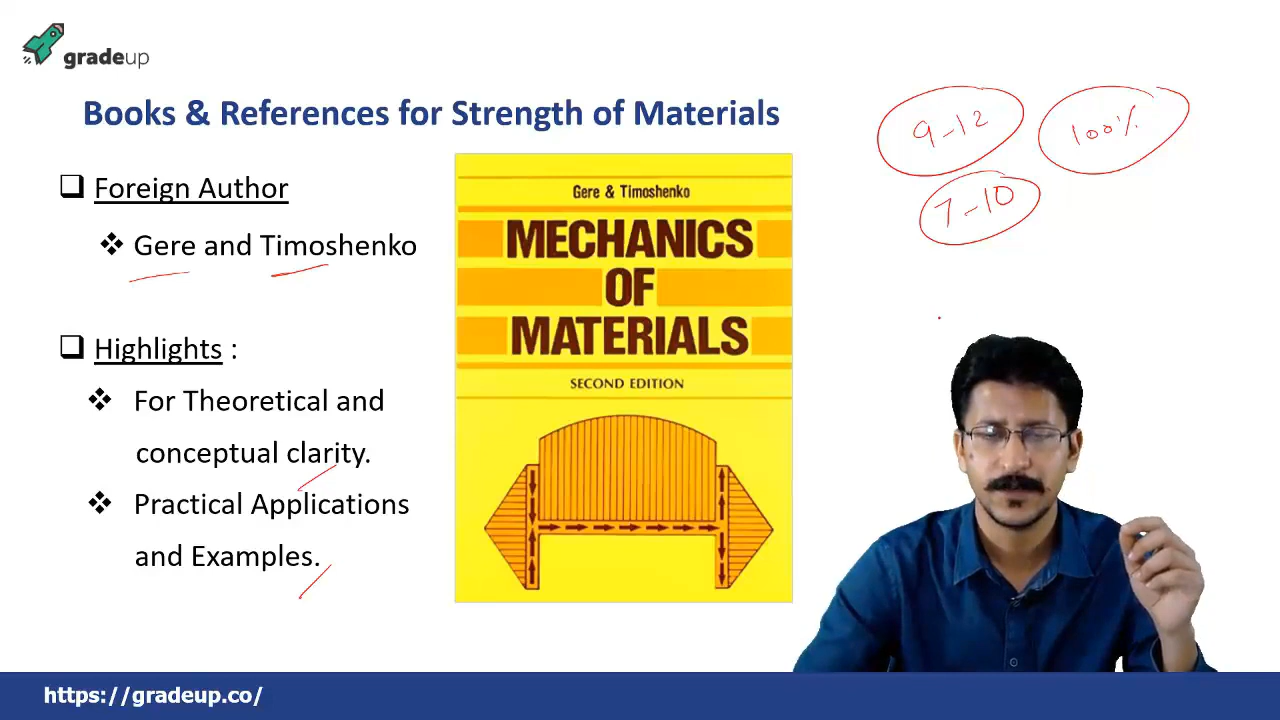 gradeup
Books & References for Strength of Materials
Foreign Author
Gere and Timoshenko
Highlights :
For Theoretical and
conceptual clarity.
Practical Applications
and Examples.
Gere & Timoshenko
MECHANICS
OF
MATERIALS
SECOND EDITION
9-12
100%
7-10
https://gradeup.co/